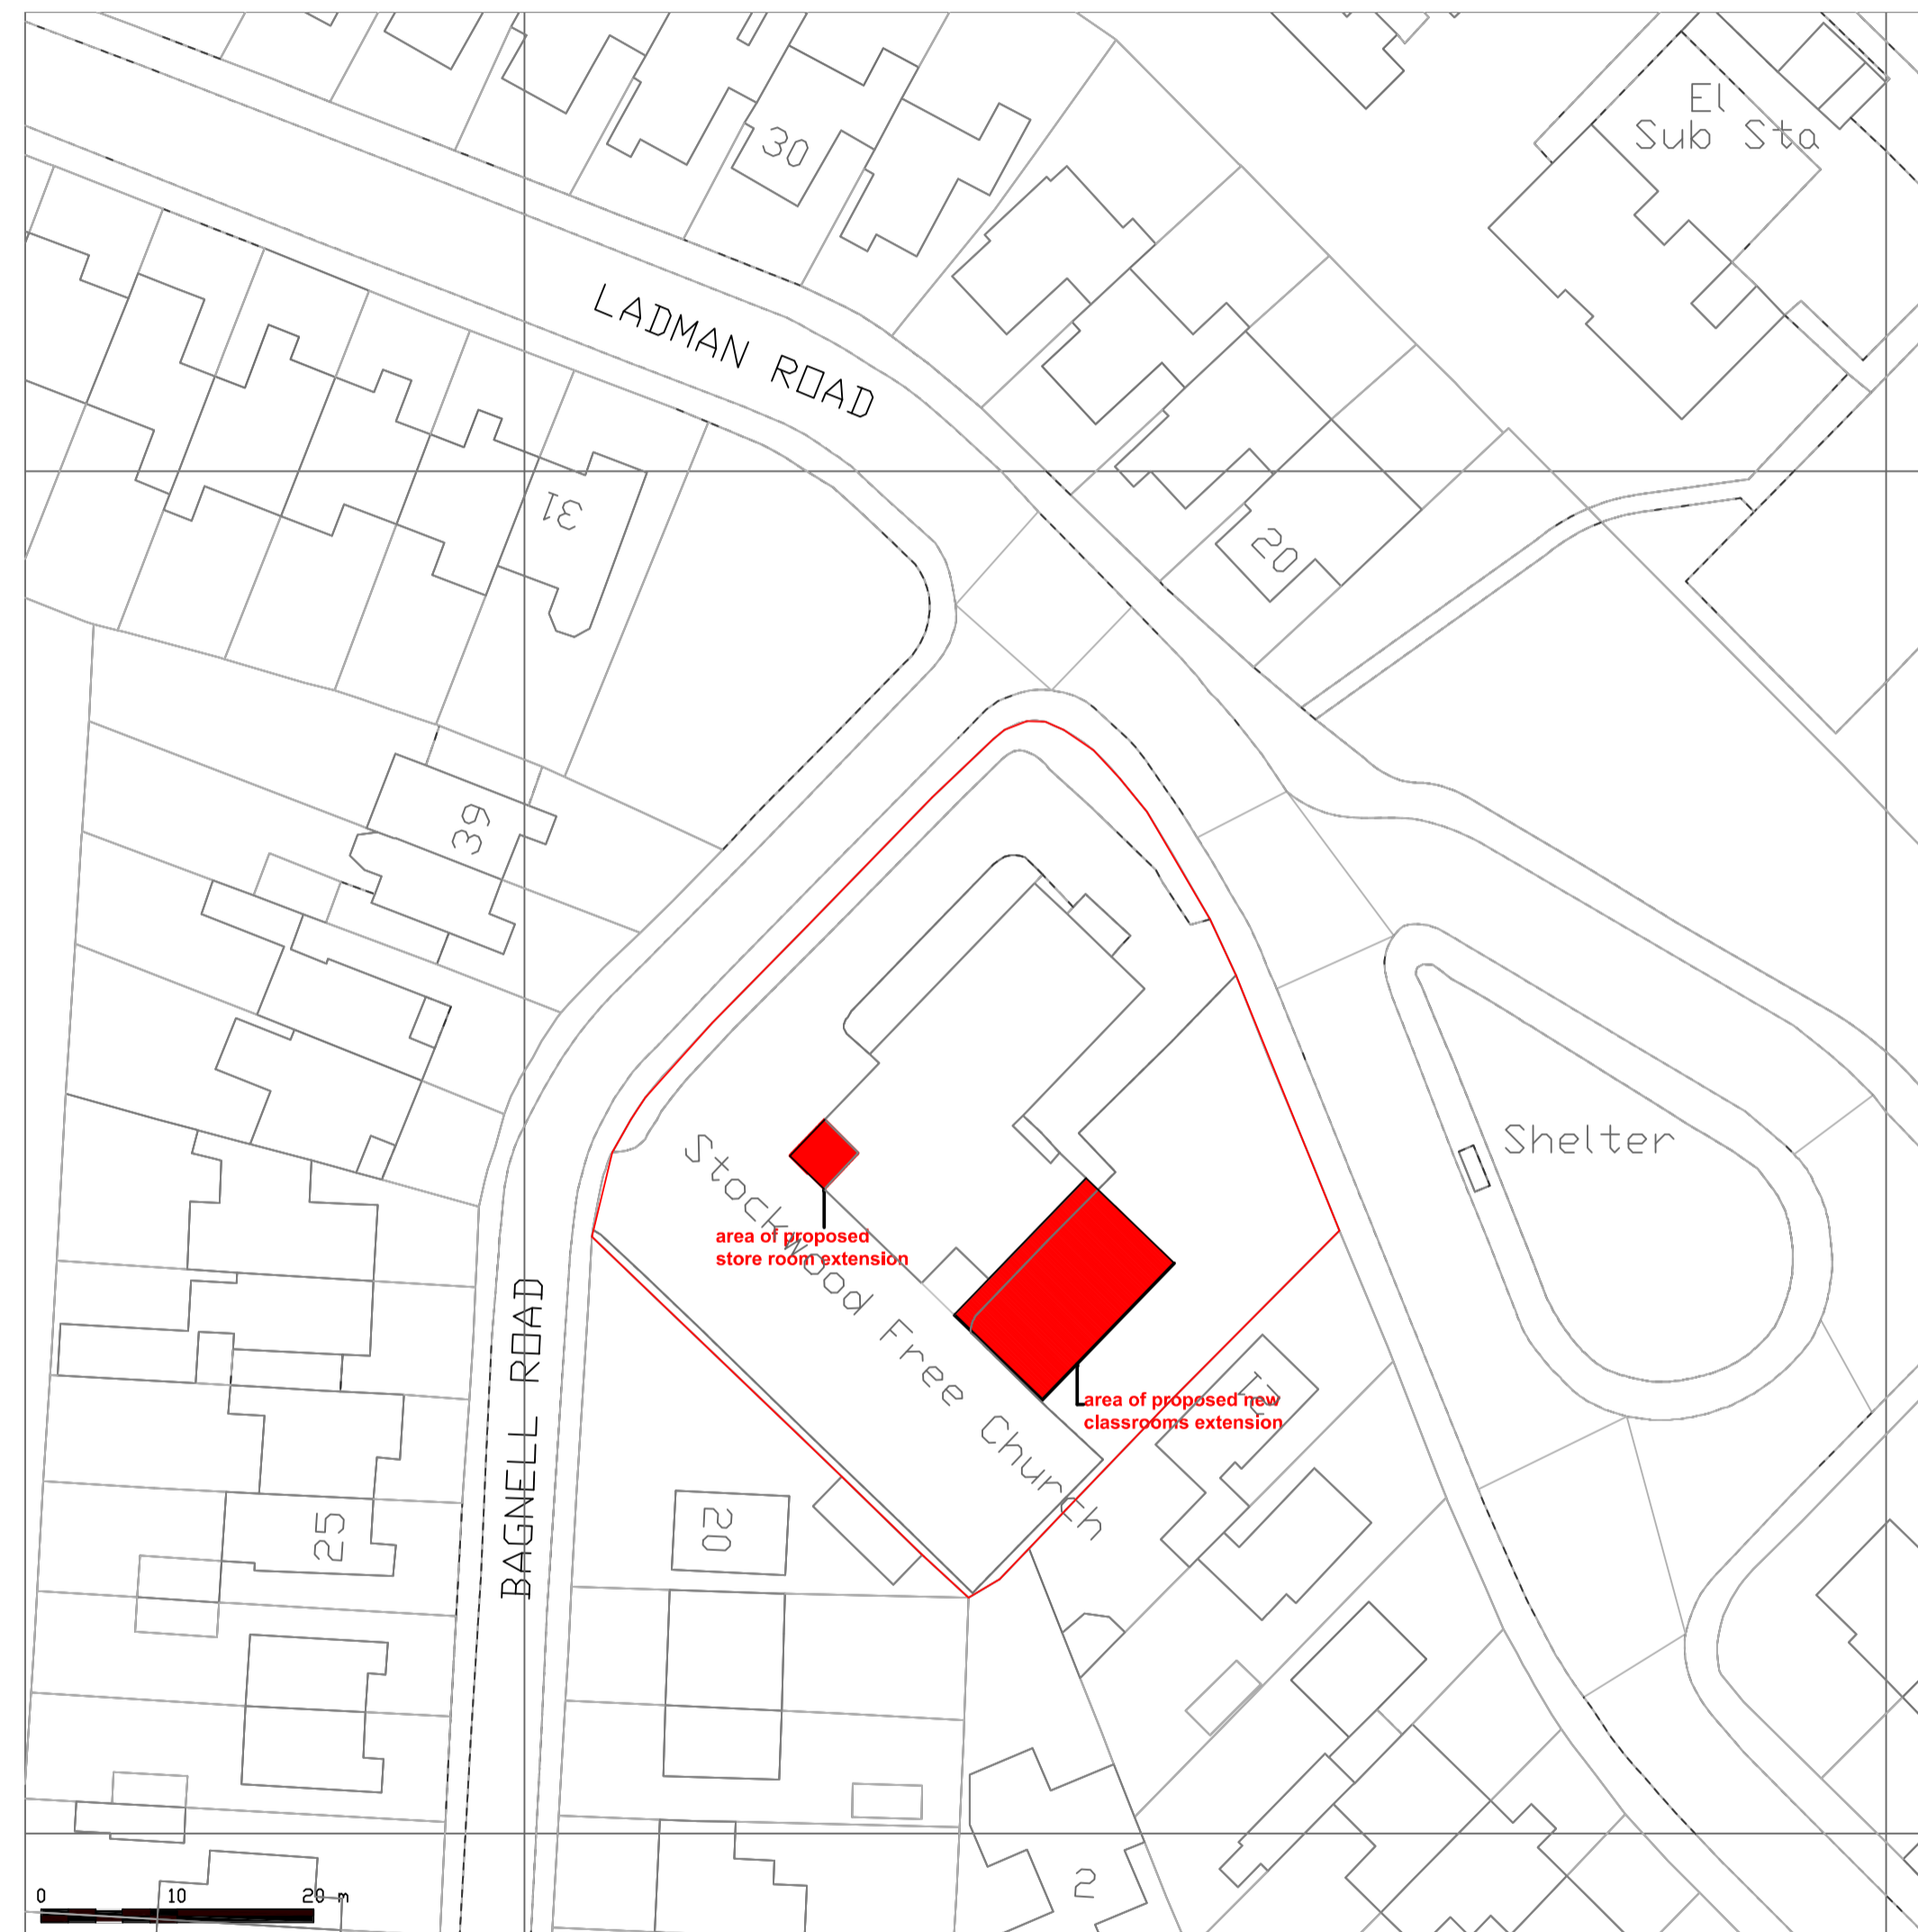 El
Sub Sta
30
LADMAN ROAD
31
20
39
Shelter
Stockwood Free Church
area of proposed
store room extension
area of proposed new
classrooms extension
BAGNELL ROAD
25
20
2
0 10 20 m